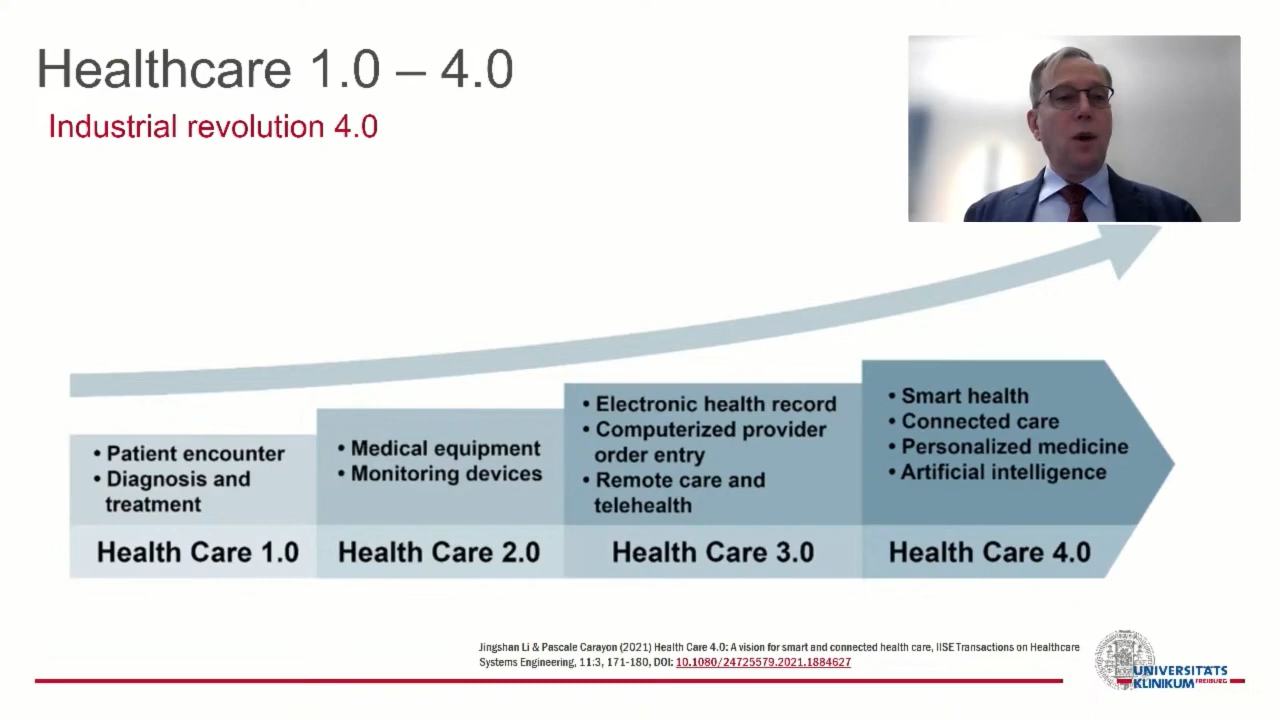 Healthcare 1.0 – 4.0
Industrial revolution 4.0
• Patient encounter
• Diagnosis and
treatment
Health Care 1.0
• Medical equipment
• Monitoring devices
Health Care 2.0
• Electronic health record
• Computerized provider
order entry
• Remote care and
telehealth
Health Care 3.0
• Smart health
• Connected care
• Personalized medicine
• Artificial intelligence
Health Care 4.0
Jingshan Li & Pascale Carayon (2021) Health Care 4.0: A vision for smart and connected health care, IISE Transactions on Healthcare
Systems Engineering, 11:3, 171-180, DOI: 10.1080/24725579.2021.1884627
UNIVERSITÄTS
KLINIKUM FREIBURG